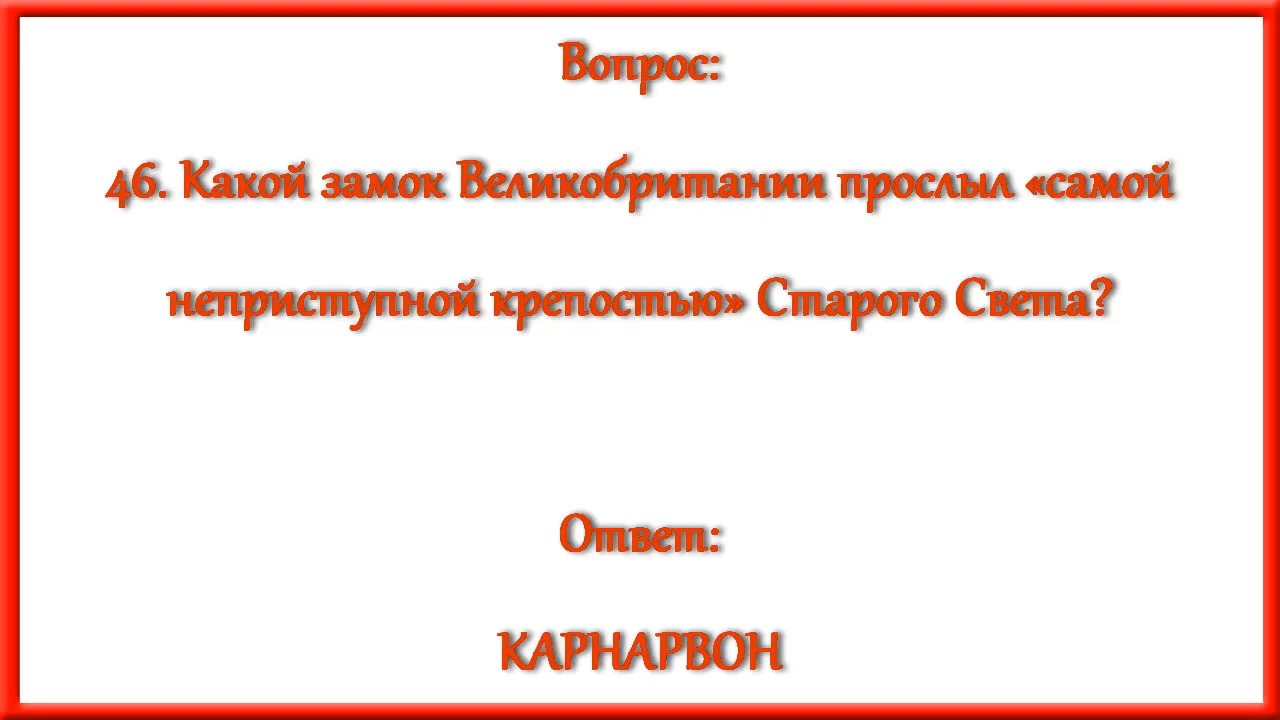 Вопрос:
46. Какой замок Великобритании прослыл «самой
неприступной крепостью» Старого Света?
Ответ:
КАРНАРВОН